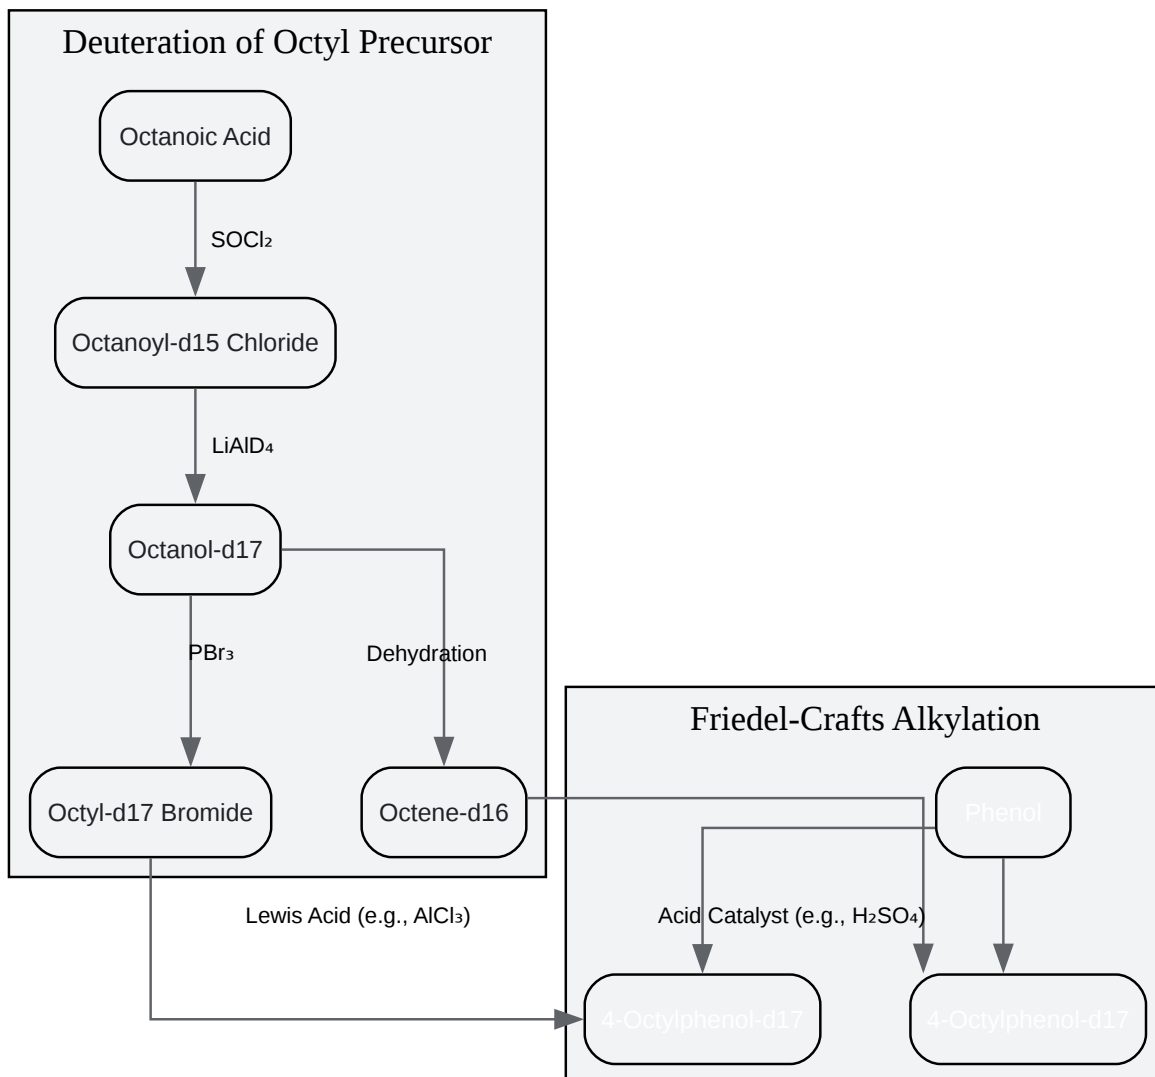 Deuteration of Octyl Precursor
Octanoic Acid
SOCl₂
Octanoyl-d15 Chloride
LiAlD₄
Octanol-d17
PBr₃
Dehydration
Octyl-d17 Bromide
Octene-d16
Friedel-Crafts Alkylation
Phenol
Lewis Acid (e.g., AlCl₃)
Acid Catalyst (e.g., H₂SO₄)
4-Octylphenol-d17
4-Octylphenol-d17